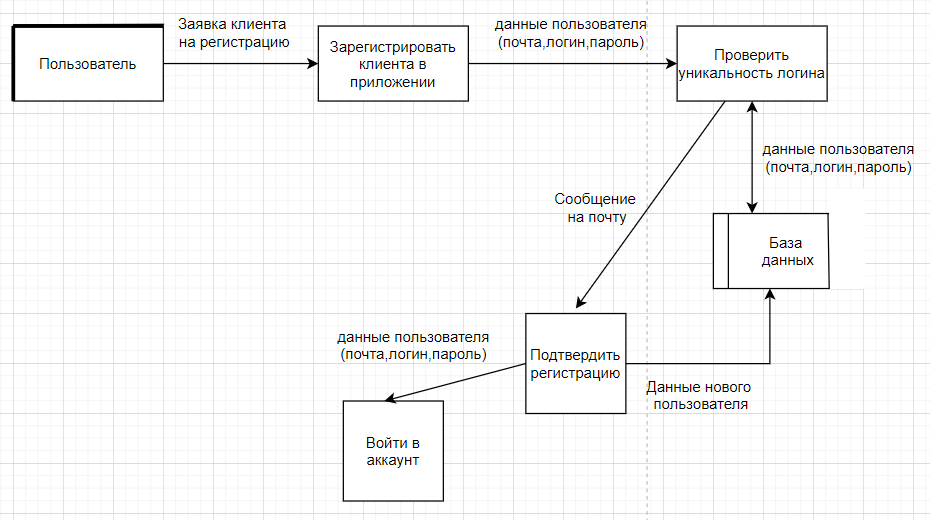 Пользователь
Заявка клиента
на регистрацию
Зарегистрировать
клиента в
приложении
данные пользователя
(почта,логин,пароль)
Проверить
уникальность логина
данные пользователя
(почта,логин,пароль)
Сообщение
на почту
База
данных
данные пользователя
(почта,логин,пароль)
Подтвердить
регистрацию
Данные нового
пользователя
Войти в
аккаунт